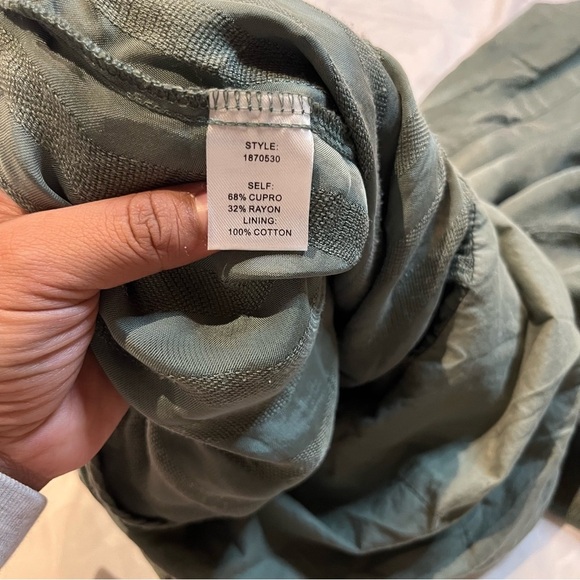 STYLE:
1870530
SELF:
68% CUPRO
32% RAYON
LINING:
100% COTTON